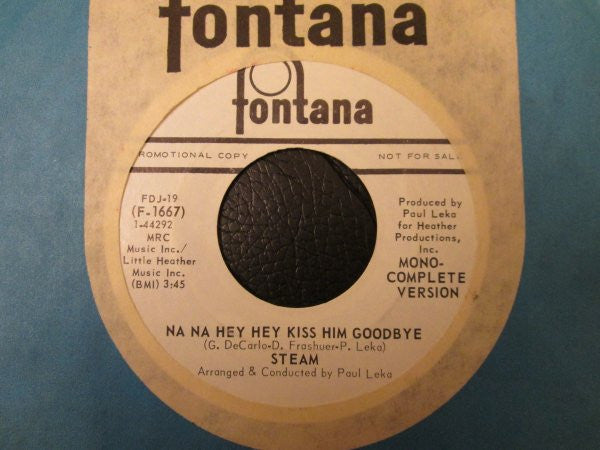 fontana
fontana
PROMOTIONAL COPY
NOT FOR SALE
FDJ-19
(F-1667)
1-44292
MRC
Music Inc./
Little Heather
Music Inc.
(BMI) 3:45
Produced by
Paul Leka
for Heather
Productions,
Inc.
MONO-
COMPLETE
VERSION
NA NA HEY HEY KISS HIM GOODBYE
(G. DeCarlo-D. Frashuer-P. Leka)
STEAM
Arranged & Conducted by Paul Leka